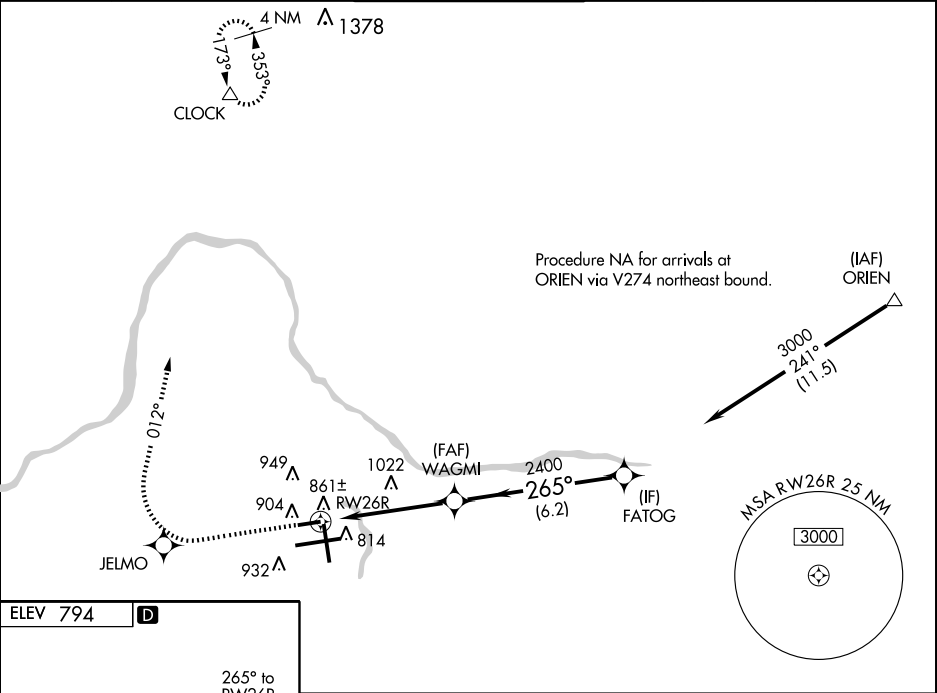 4 NM
1378
173°
353°
CLOCK
Procedure NA for arrivals at
ORIEN via V274 northeast bound.
(IAF)
ORIEN
3000
241°
(11.5)
012°
949
1022
(FAF)
WAGMI
2400
265°
(6.2)
(IF)
FATOG
861±
904
RW26R
814
932
JELMO
MSA RW26R 25 NM
3000
ELEV 794
D
265° to
RW26R